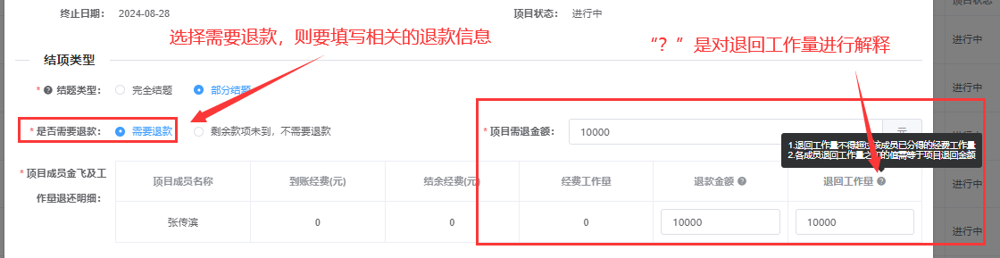 终止日期： 2024-08-28 项目状态： 进行中
项目状态
选择需要退款，则要填写相关的退款信息
“？”是对退回工作量进行解释
进行中
结项类型
* 结题类型： 完全结题 部分结题
进行中
* 是否需要退款： 需要退款 剩余款项未到，不需要退款 * 项目需退金额： 10000 元
1.退回工作量不得超过该成员已分得的经费工作量
2.各成员退回工作量之和的值需等于项目退回金额
* 项目成员金飞及工作量退还明细：
项目成员名称 到账经费(元) 结余经费(元) 经费工作量 退款金额 退回工作量
进行中
张传滨 0 0 0 10000 10000
进行中